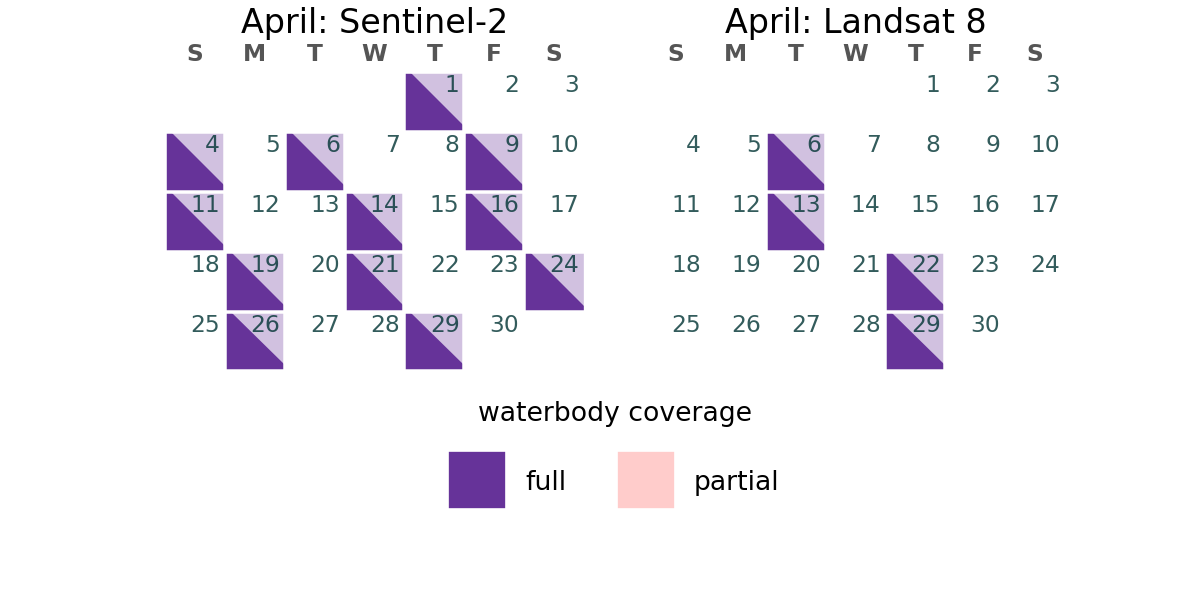 April: Sentinel-2
S M T W T F S
1 2 3
4 5 6 7 8 9 10
11 12 13 14 15 16 17
18 19 20 21 22 23 24
25 26 27 28 29 30
April: Landsat 8
S M T W T F S
1 2 3
4 5 6 7 8 9 10
11 12 13 14 15 16 17
18 19 20 21 22 23 24
25 26 27 28 29 30
waterbody coverage
full partial